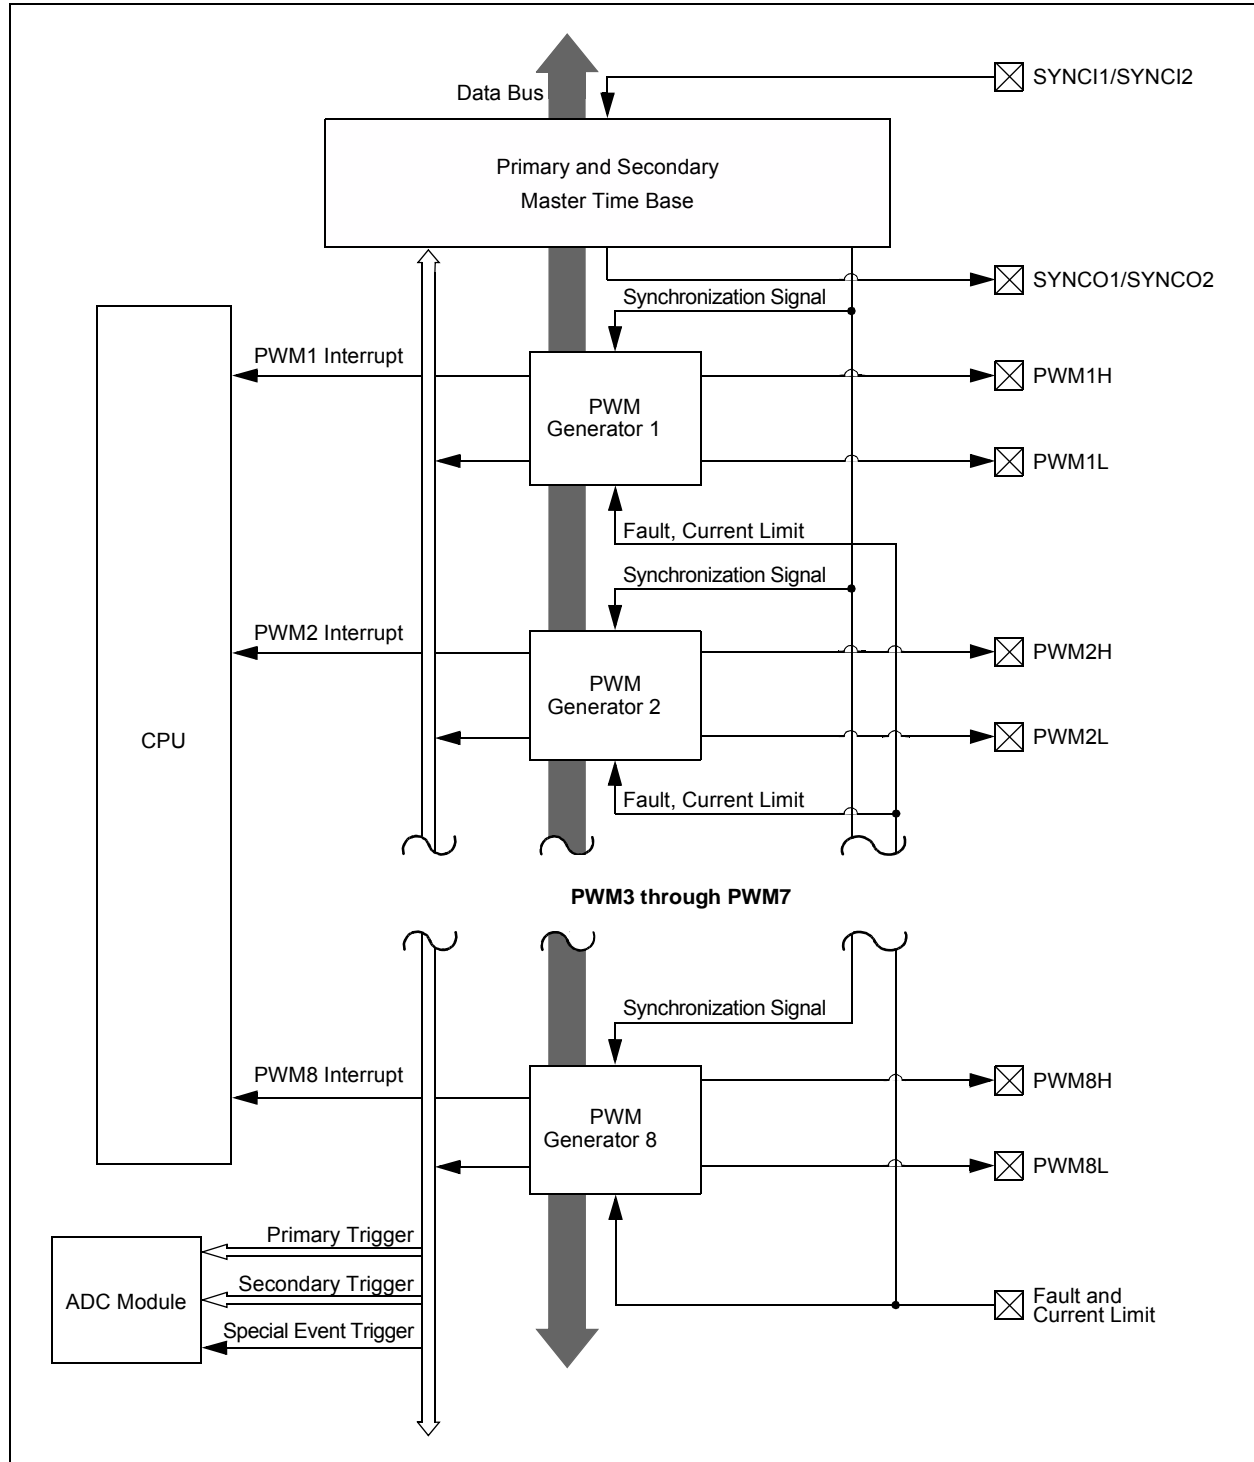 SYNCI1/SYNCI2
Data Bus
Primary and Secondary
Master Time Base
SYNCO1/SYNCO2
Synchronization Signal
PWM1 Interrupt
PWM
Generator 1
PWM1H
PWM1L
Fault, Current Limit
Synchronization Signal
PWM2 Interrupt
PWM
Generator 2
PWM2H
CPU
PWM2L
Fault, Current Limit
PWM3 through PWM7
Synchronization Signal
PWM8 Interrupt
PWM
Generator 8
PWM8H
PWM8L
Primary Trigger
Secondary Trigger
ADC Module
Special Event Trigger
Fault and
Current Limit